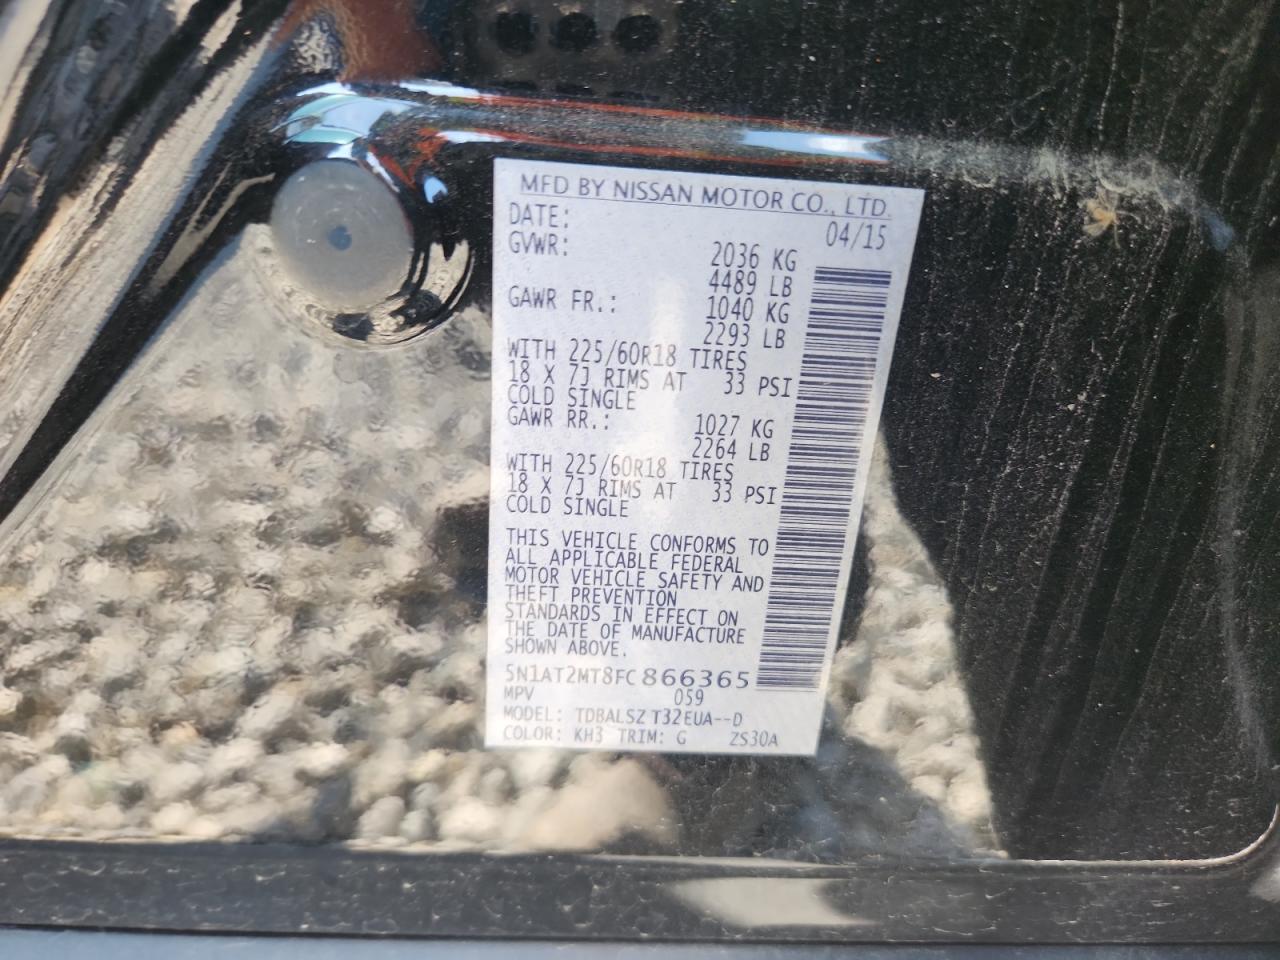 MFD BY NISSAN MOTOR CO., LTD.
DATE: 04/15
GVWR: 2036 KG
4489 LB
GAWR FR.: 1040 KG
2293 LB
WITH 225/60R18 TIRES
18 X 7J RIMS AT 33 PSI
COLD SINGLE
GAWR RR.: 1027 KG
2264 LB
WITH 225/60R18 TIRES
18 X 7J RIMS AT 33 PSI
COLD SINGLE
THIS VEHICLE CONFORMS TO
ALL APPLICABLE FEDERAL
MOTOR VEHICLE SAFETY AND
THEFT PREVENTION
STANDARDS IN EFFECT ON
THE DATE OF MANUFACTURE
SHOWN ABOVE.
5N1AT2MT8FC866365
MPV 059
MODEL: TDBALSZ T32EUA--D
COLOR: KH3 TRIM: G ZS30A